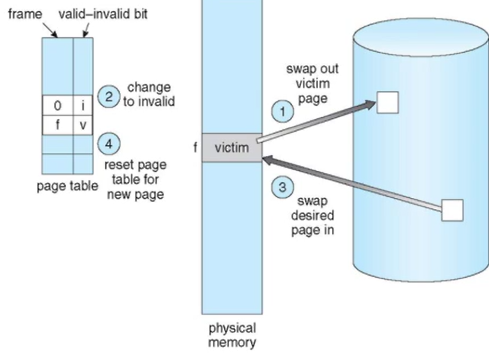 frame valid–invalid bit
0 i
f v
page table
2 change
to invalid
4
reset page
table for
new page
f victim
physical
memory
swap out
victim
page
1
3
swap
desired
page in